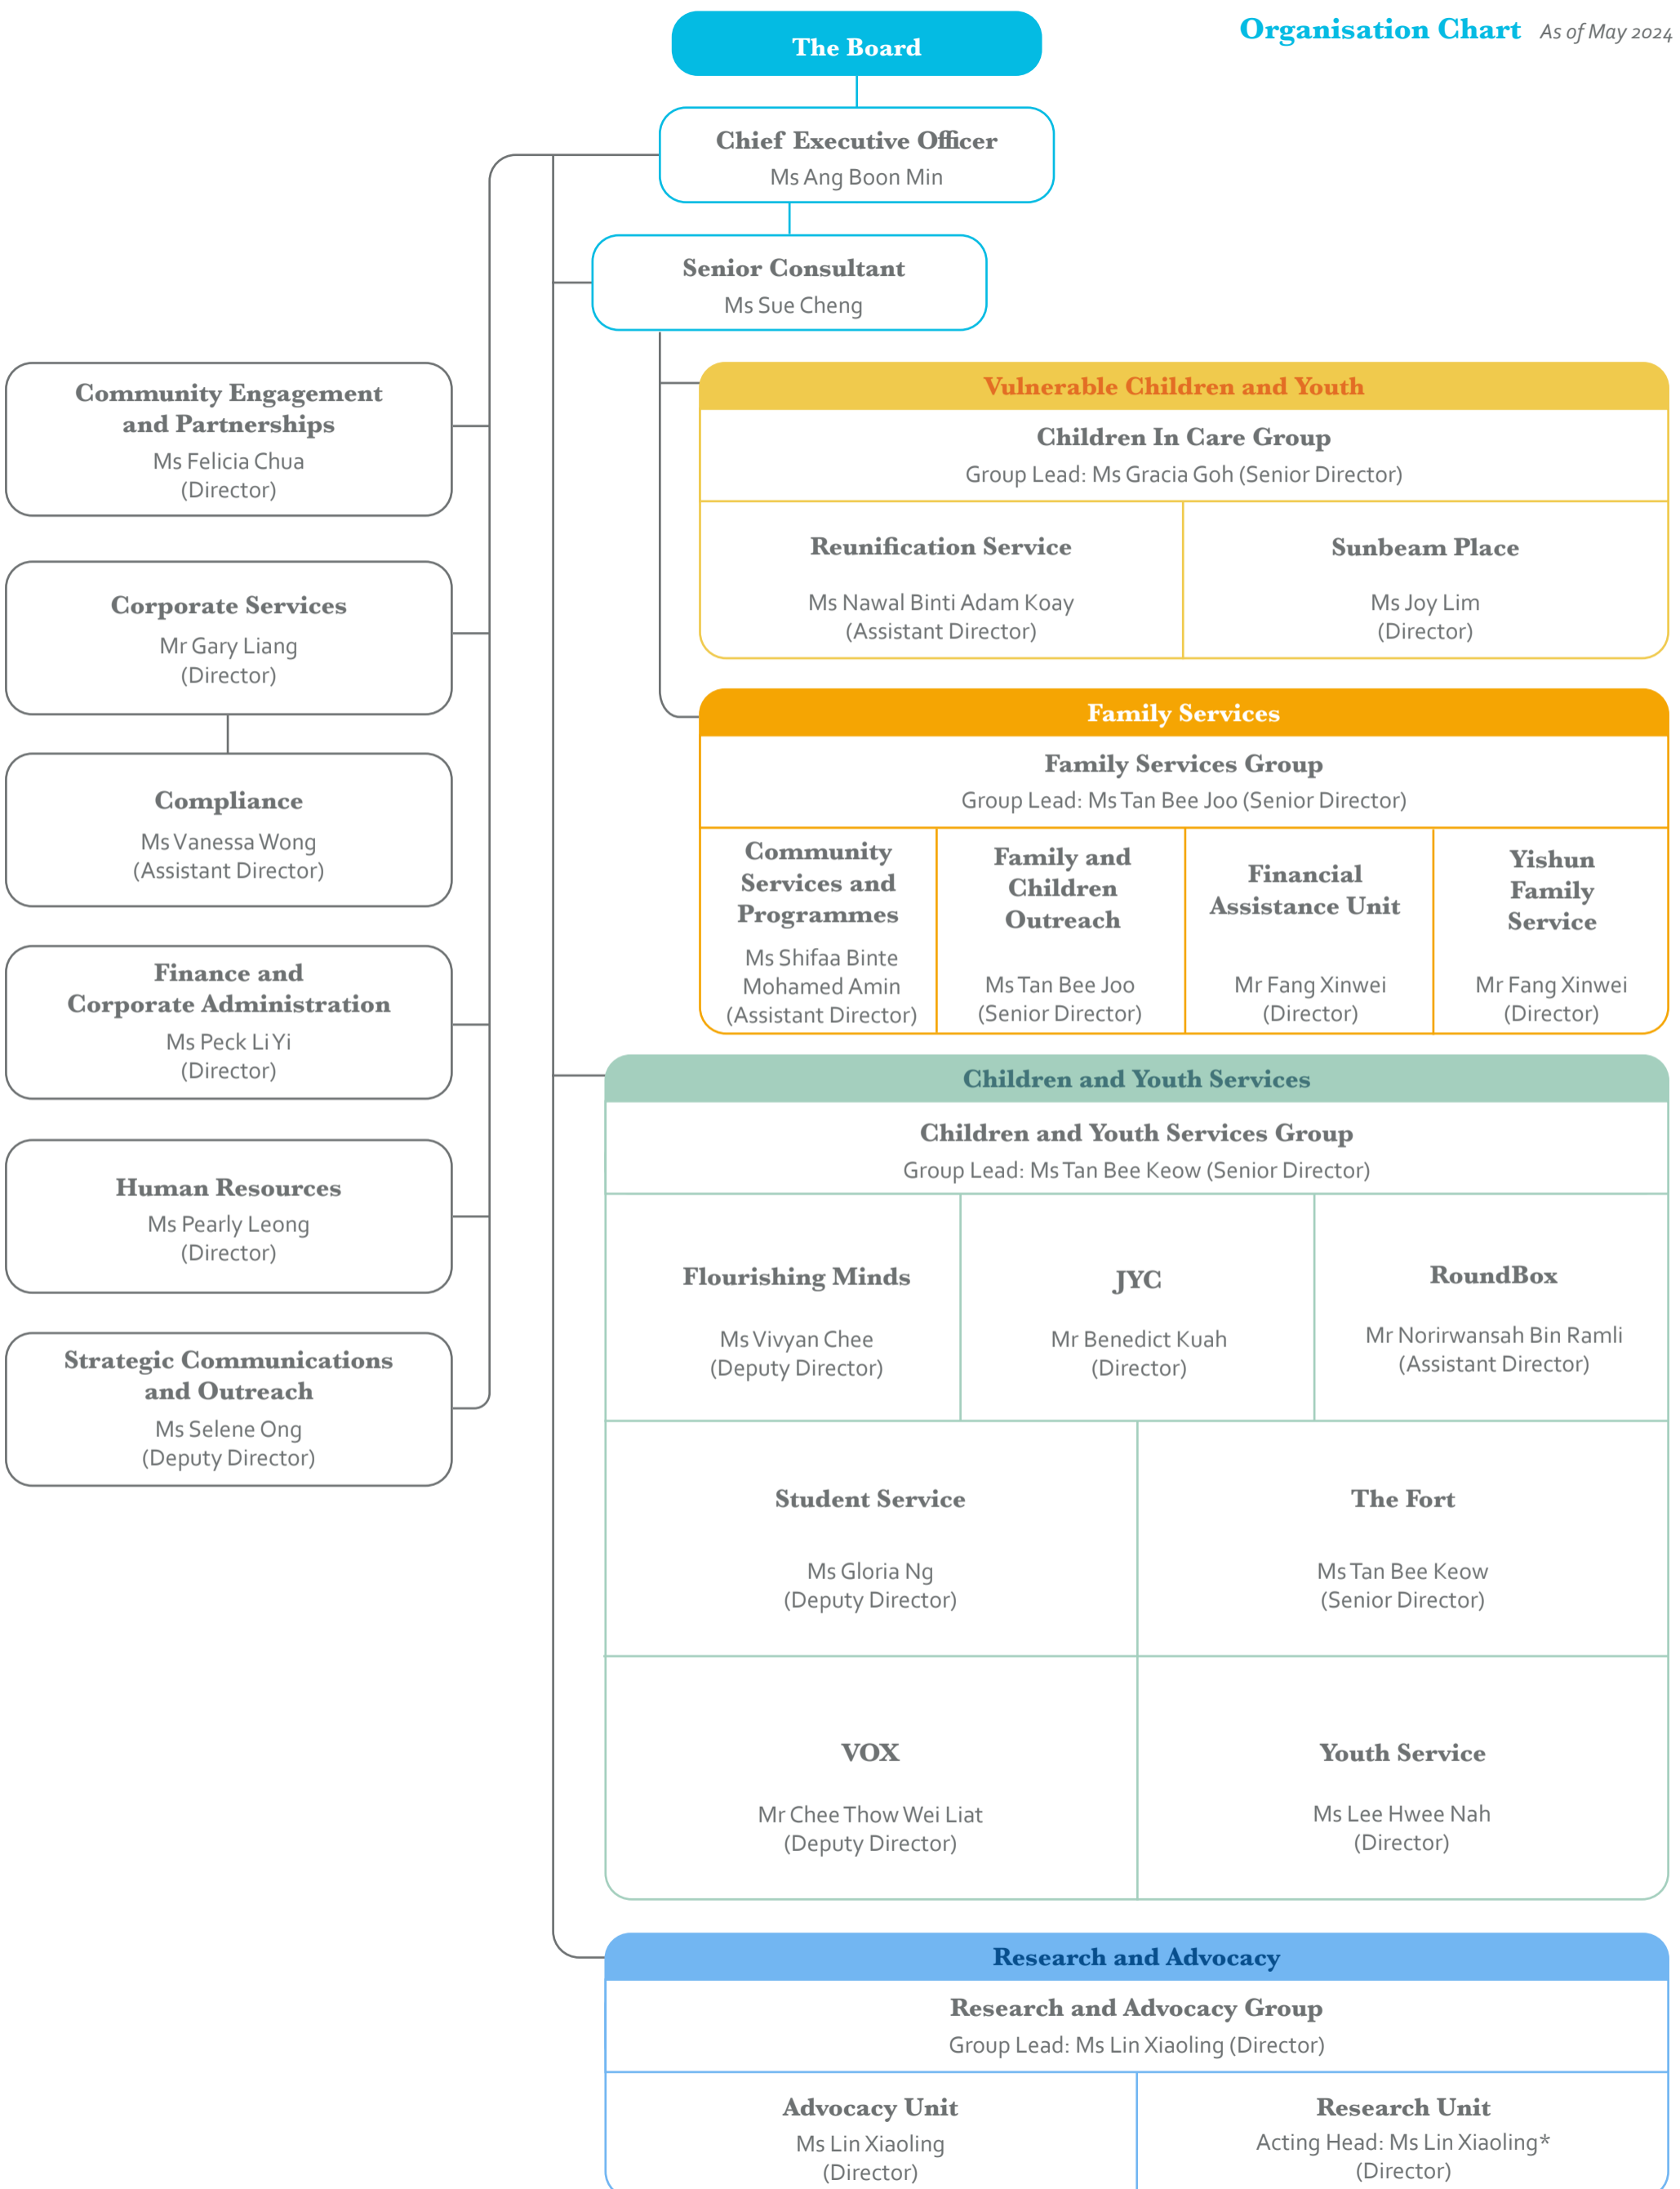 Organisation Chart As of May 2024
The Board
Chief Executive Officer
Ms Ang Boon Min
Senior Consultant
Ms Sue Cheng
Community Engagement
and Partnerships
Ms Felicia Chua
(Director)
Corporate Services
Mr Gary Liang
(Director)
Compliance
Ms Vanessa Wong
(Assistant Director)
Finance and
Corporate Administration
Ms Peck Li Yi
(Director)
Human Resources
Ms Pearly Leong
(Director)
Strategic Communications
and Outreach
Ms Selene Ong
(Deputy Director)
Vulnerable Children and Youth
Children In Care Group
Group Lead: Ms Gracia Goh (Senior Director)
Reunification Service
Ms Nawal Binti Adam Koay
(Assistant Director)
Sunbeam Place
Ms Joy Lim
(Director)
Family Services
Family Services Group
Group Lead: Ms Tan Bee Joo (Senior Director)
Community
Services and
Programmes
Ms Shifaa Binte
Mohamed Amin
(Assistant Director)
Family and
Children
Outreach
Ms Tan Bee Joo
(Senior Director)
Financial
Assistance Unit
Mr Fang Xinwei
(Director)
Yishun
Family
Service
Mr Fang Xinwei
(Director)
Children and Youth Services
Children and Youth Services Group
Group Lead: Ms Tan Bee Keow (Senior Director)
Flourishing Minds
Ms Vivyan Chee
(Deputy Director)
JYC
Mr Benedict Kuah
(Director)
RoundBox
Mr Norirwansah Bin Ramli
(Assistant Director)
Student Service
Ms Gloria Ng
(Deputy Director)
The Fort
Ms Tan Bee Keow
(Senior Director)
VOX
Mr Chee Thow Wei Liat
(Deputy Director)
Youth Service
Ms Lee Hwee Nah
(Director)
Research and Advocacy
Research and Advocacy Group
Group Lead: Ms Lin Xiaoling (Director)
Advocacy Unit
Ms Lin Xiaoling
(Director)
Research Unit
Acting Head: Ms Lin Xiaoling*
(Director)